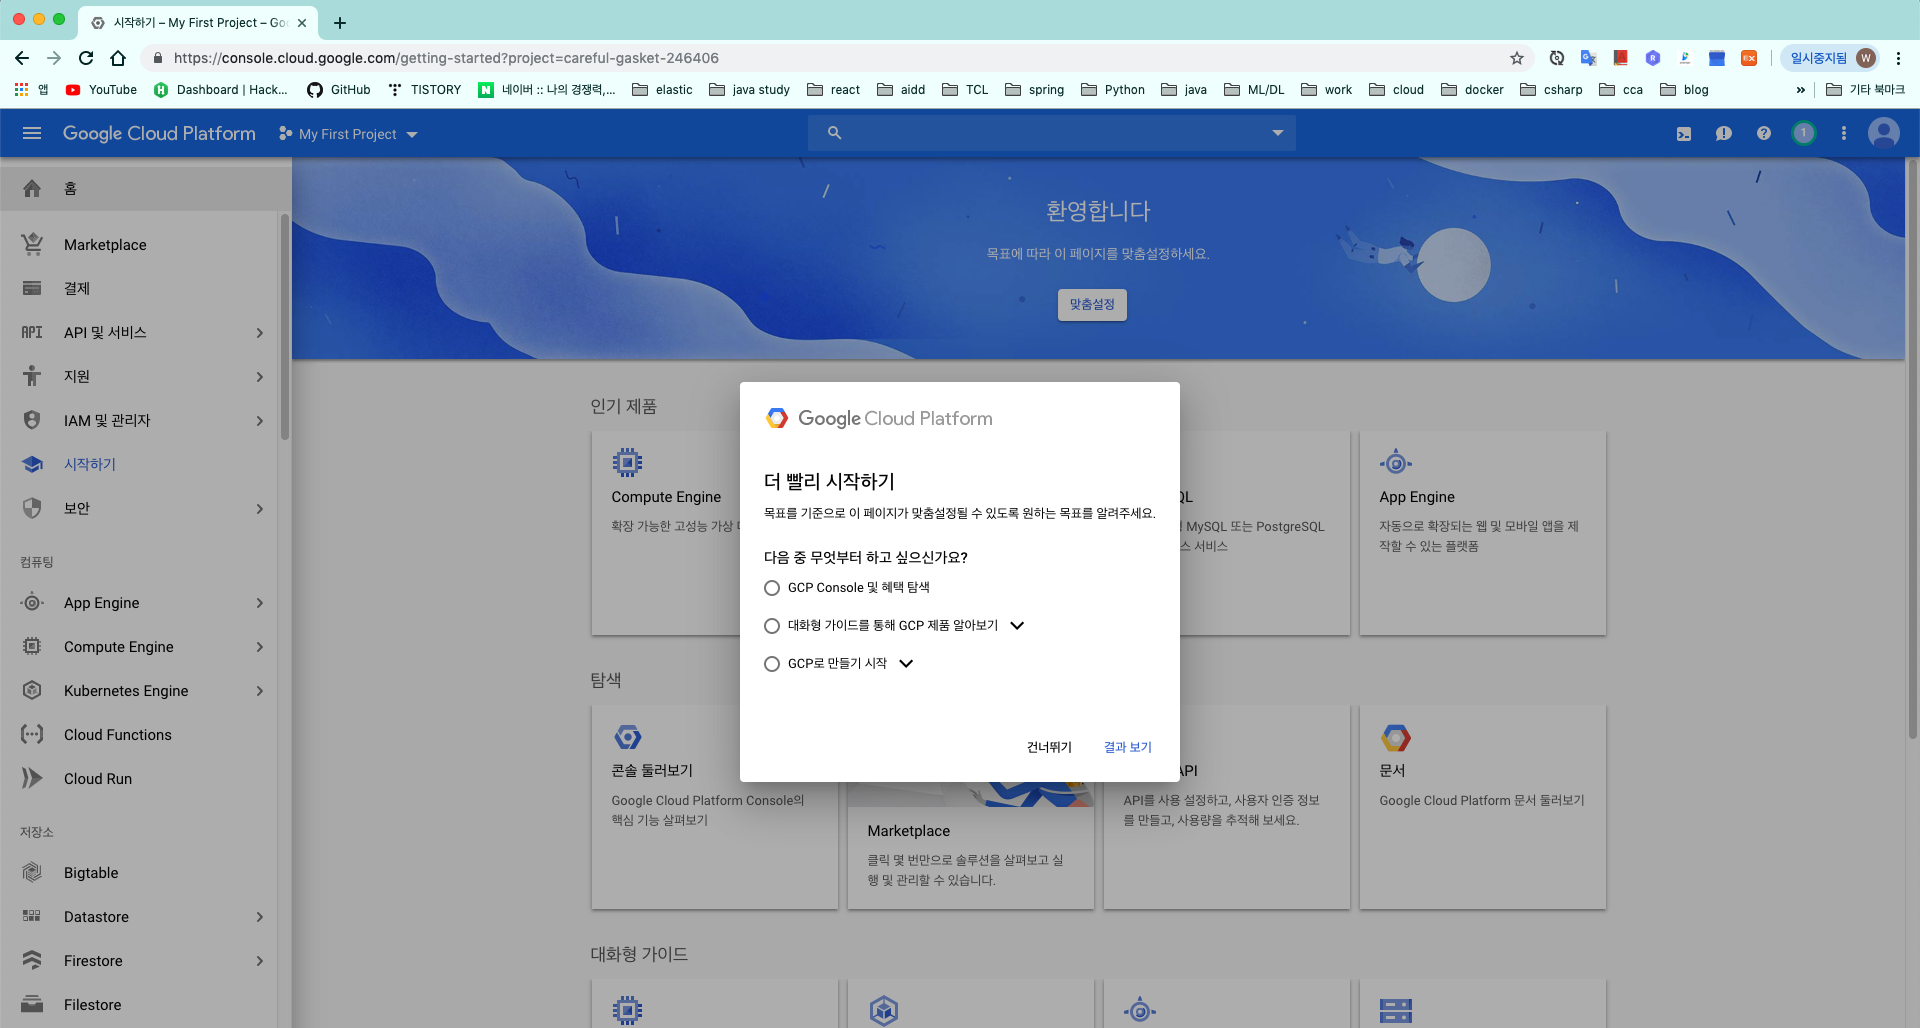 시작하기 – My First Project – Goo
https://console.cloud.google.com/getting-started?project=careful-gasket-246406
일시중지됨 W
앱 YouTube Dashboard | Hack... GitHub TISTORY 네이버 :: 나의 경쟁력,... elastic java study react aidd TCL spring Python java ML/DL work cloud docker csharp cca blog » 기타 북마크
Google Cloud Platform My First Project 1
홈
Marketplace
결제
API API 및 서비스
지원
IAM 및 관리자
시작하기
보안
컴퓨팅
App Engine
Compute Engine
Kubernetes Engine
Cloud Functions
Cloud Run
저장소
Bigtable
Datastore
Firestore
Filestore
환영합니다
목표에 따라 이 페이지를 맞춤설정하세요.
맞춤설정
인기 제품
Compute Engine
확장 가능한 고성능 가상
QL
MySQL 또는 PostgreSQL
스 서비스
App Engine
자동으로 확장되는 웹 및 모바일 앱을 제
작할 수 있는 플랫폼
Google Cloud Platform
더 빨리 시작하기
목표를 기준으로 이 페이지가 맞춤설정될 수 있도록 원하는 목표를 알려주세요.
다음 중 무엇부터 하고 싶으신가요?
GCP Console 및 혜택 탐색
대화형 가이드를 통해 GCP 제품 알아보기
GCP로 만들기 시작
건너뛰기 결과 보기
탐색
콘솔 둘러보기
Google Cloud Platform Console의
핵심 기능 살펴보기
Marketplace
클릭 몇 번만으로 솔루션을 살펴보고 실
행 및 관리할 수 있습니다.
API
API를 사용 설정하고, 사용자 인증 정보
를 만들고, 사용량을 추적해 보세요.
문서
Google Cloud Platform 문서 둘러보기
대화형 가이드